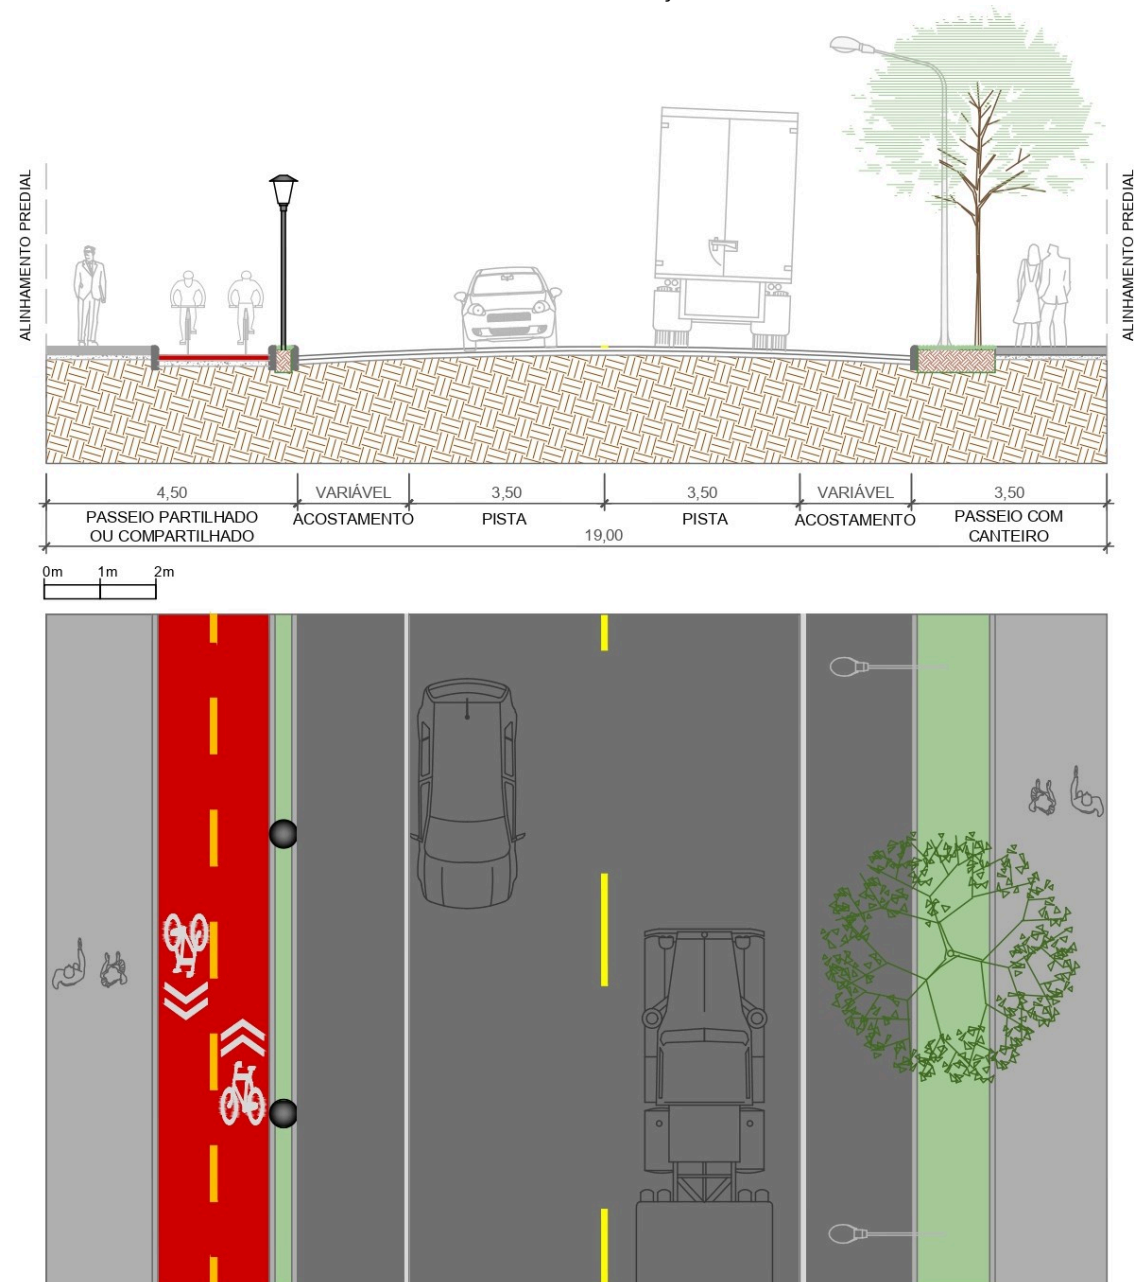 ALINHAMENTO PREDIAL
ALINHAMENTO PREDIAL
4,50
VARIÁVEL
3,50
3,50
VARIÁVEL
3,50
PASSEIO PARTILHADO
OU COMPARTILHADO
ACOSTAMENTO
PISTA
PISTA
ACOSTAMENTO
PASSEIO COM
CANTEIRO
19,00
0m 1m 2m